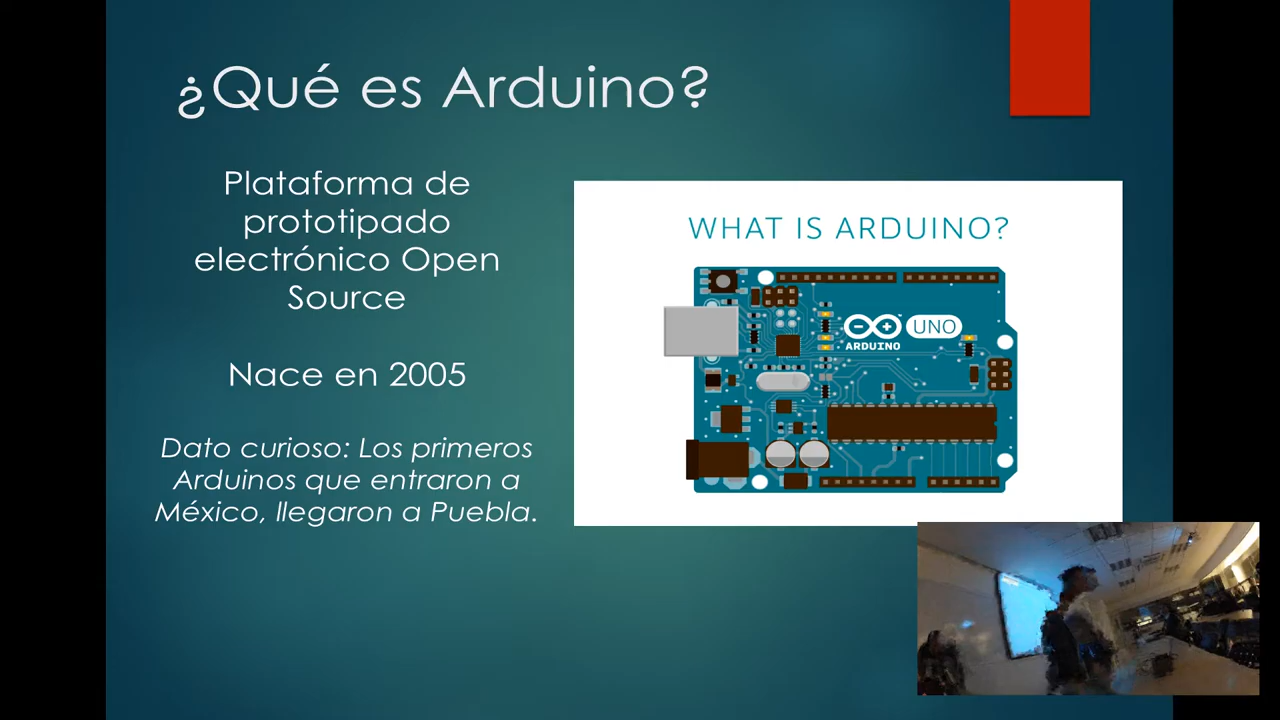 ¿Qué es Arduino?
Plataforma de
prototipado
electrónico Open
Source
Nace en 2005
Dato curioso: Los primeros
Arduinos que entraron a
México, llegaron a Puebla.
WHAT IS ARDUINO?
UNO
ARDUINO